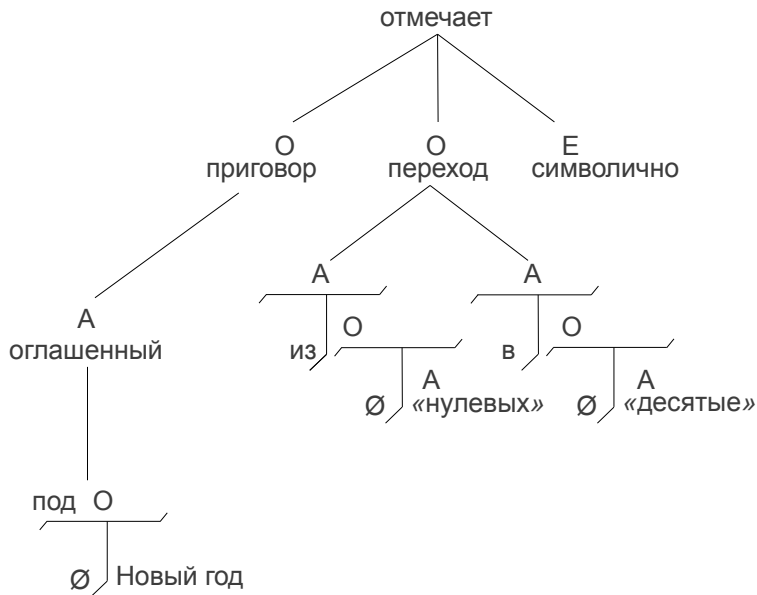 отмечает
О О Е
приговор переход символично
А А
А О О
оглашенный из в
А А
Ø «нулевых» Ø «десятые»
под О
Ø Новый год